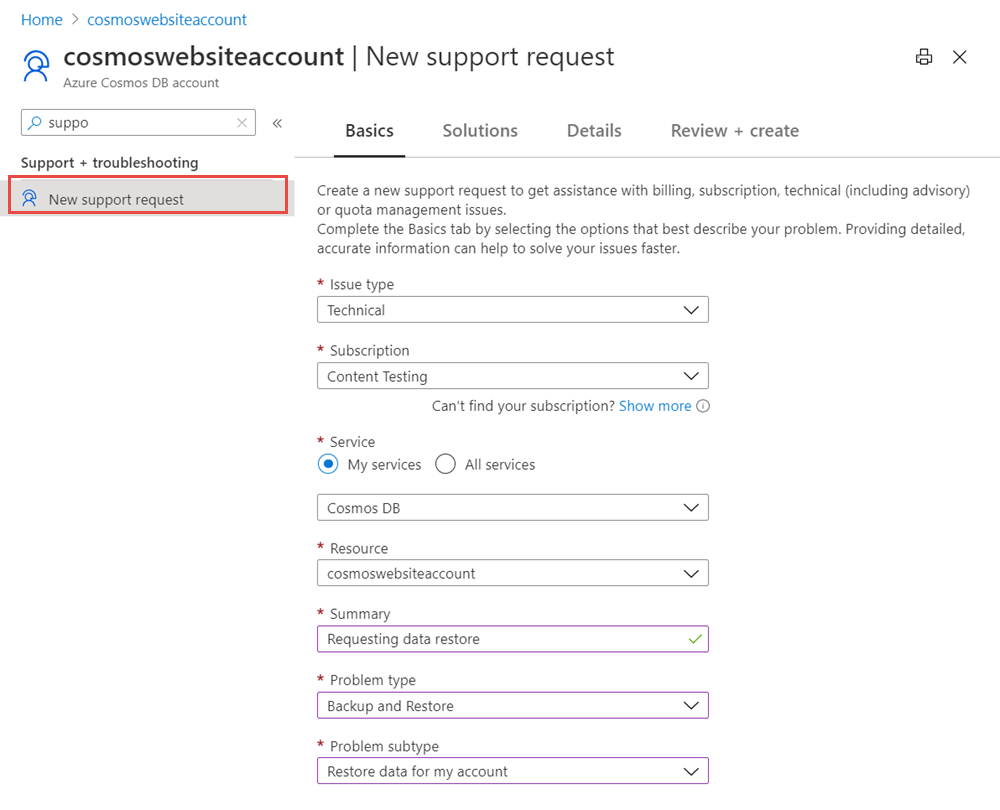 Home > cosmoswebsiteaccount
cosmoswebsiteaccount | New support request
Azure Cosmos DB account
suppo
Support + troubleshooting
New support request
Basics Solutions Details Review + create
Create a new support request to get assistance with billing, subscription, technical (including advisory)
or quota management issues.
Complete the Basics tab by selecting the options that best describe your problem. Providing detailed,
accurate information can help to solve your issues faster.
* Issue type
Technical
* Subscription
Content Testing
Can't find your subscription? Show more
* Service
My services All services
Cosmos DB
* Resource
cosmoswebsiteaccount
* Summary
Requesting data restore
* Problem type
Backup and Restore
* Problem subtype
Restore data for my account